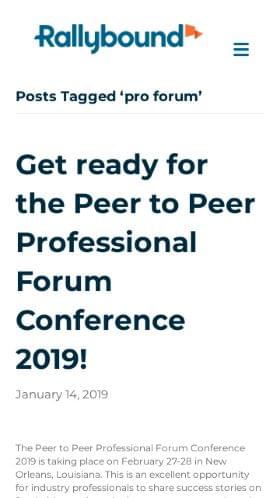 Rallybound
Posts Tagged ‘pro forum’
Get ready for
the Peer to Peer
Professional
Forum
Conference
2019!
January 14, 2019
The Peer to Peer Professional Forum Conference
2019 is taking place on February 27-28 in New
Orleans, Louisiana. This is an excellent opportunity
for industry professionals to share success stories on